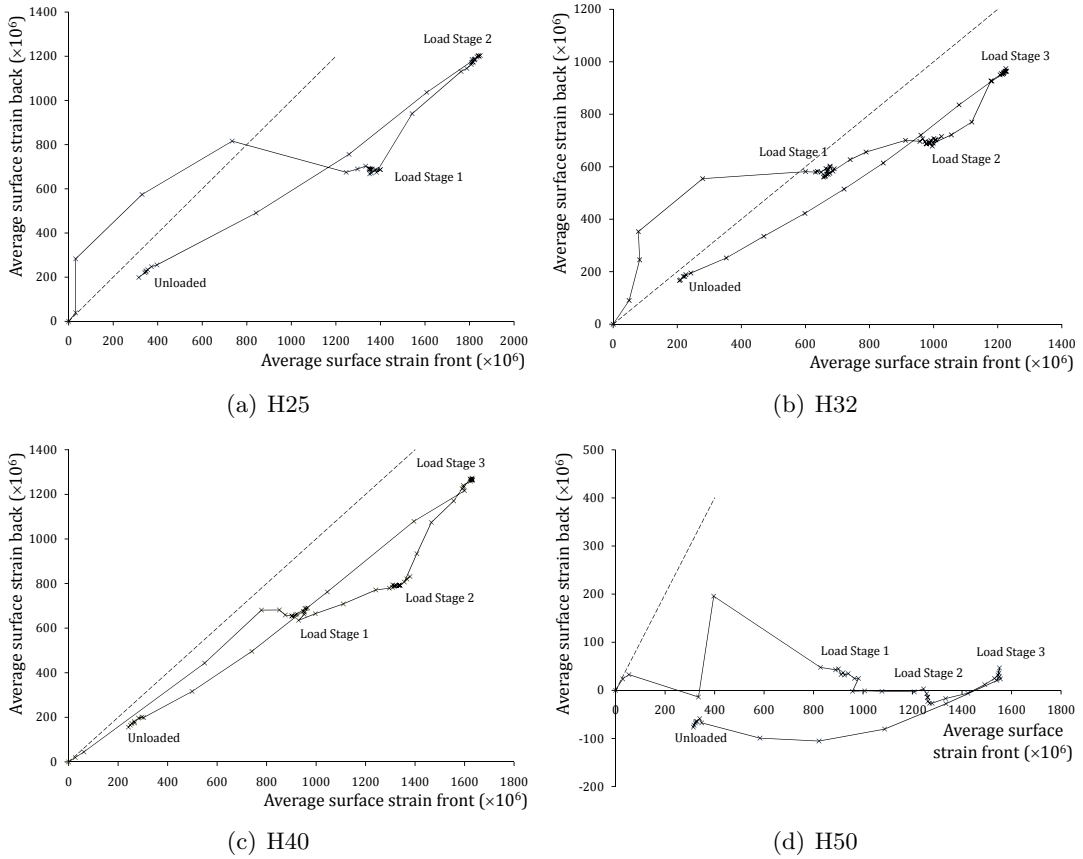 1400
1200
1000
800
600
400
200
0
Average surface strain back (×10⁶)
Load Stage 2
Load Stage 1
Unloaded
0 200 400 600 800 1000 1200 1400 1600 1800 2000
Average surface strain front (×10⁶)
(a) H25
1200
1000
800
600
400
200
0
Average surface strain back (×10⁶)
Load Stage 3
Load Stage 1
Load Stage 2
Unloaded
0 200 400 600 800 1000 1200 1400
Average surface strain front (×10⁶)
(b) H32
1400
1200
1000
800
600
400
200
0
Average surface strain back (×10⁶)
Load Stage 3
Load Stage 2
Load Stage 1
Unloaded
0 200 400 600 800 1000 1200 1400 1600 1800
Average surface strain front (×10⁶)
(c) H40
500
400
300
200
100
0
-100
-200
Average surface strain back (×10⁶)
Load Stage 1
Load Stage 3
Load Stage 2
0 200 400 600 800 1000 1200 1400 1600 1800
Unloaded
Average surface
strain front (×10⁶)
(d) H50